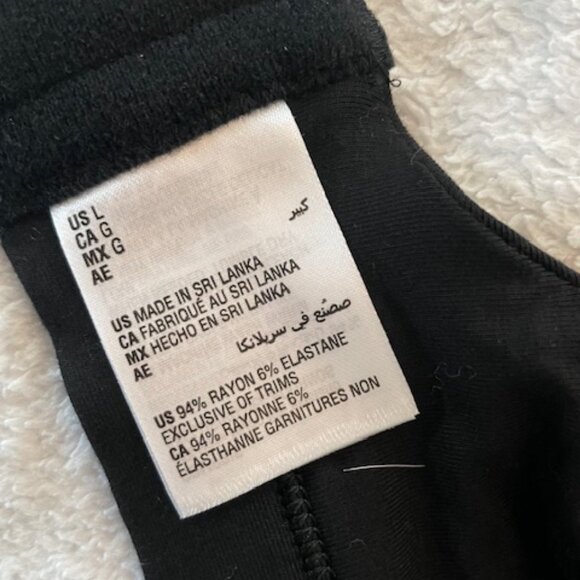 US L
CA G
MX G
AE كبير
US MADE IN SRI LANKA
CA FABRIQUÉ AU SRI LANKA
MX HECHO EN SRI LANKA
AE صصنّع في سريلانكا
US 94% RAYON 6% ELASTANE
EXCLUSIVE OF TRIMS
CA 94% RAYONNE 6%
ÉLASTHANNE GARNITURES NON